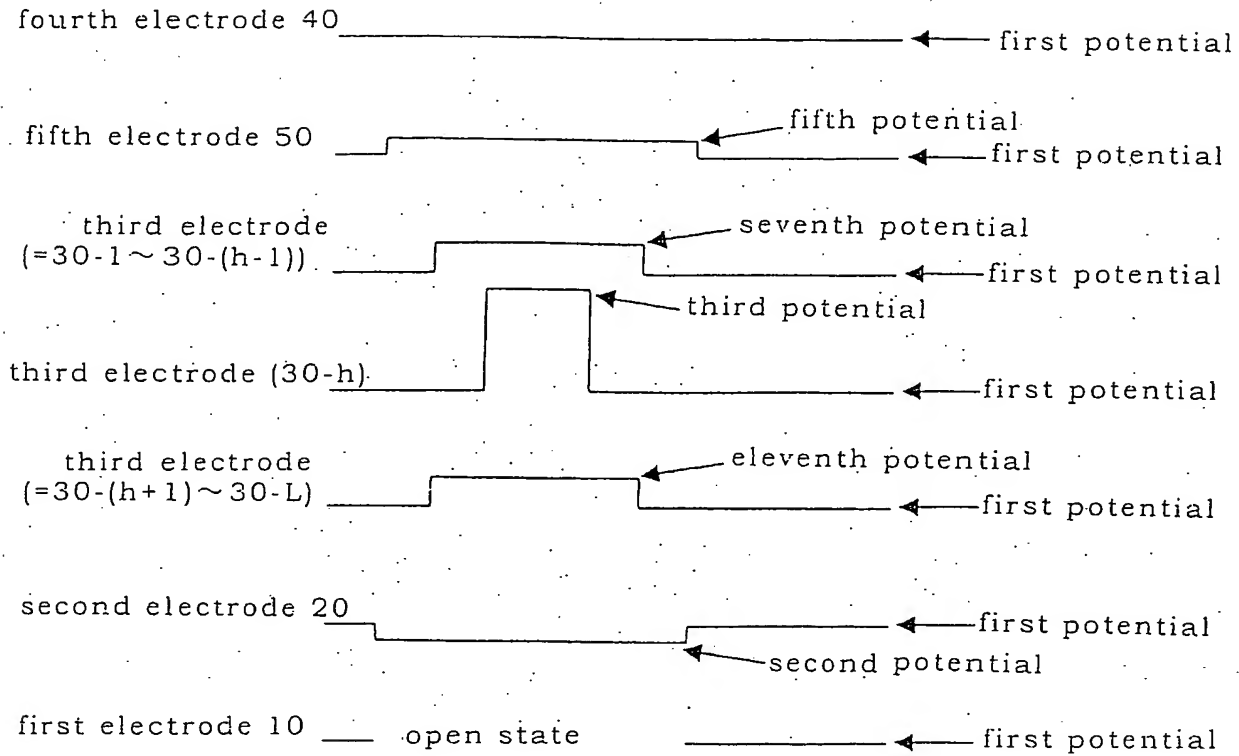 fourth electrode 40
first potential
fifth electrode 50
fifth potential
first potential
third electrode
(=30-1~30-(h-1))
seventh potential
first potential
third potential
third electrode (30-h)
first potential
third electrode
(=30-(h+1)~30-L)
eleventh potential
first potential
second electrode 20
first potential
second potential
first electrode 10
open state
first potential